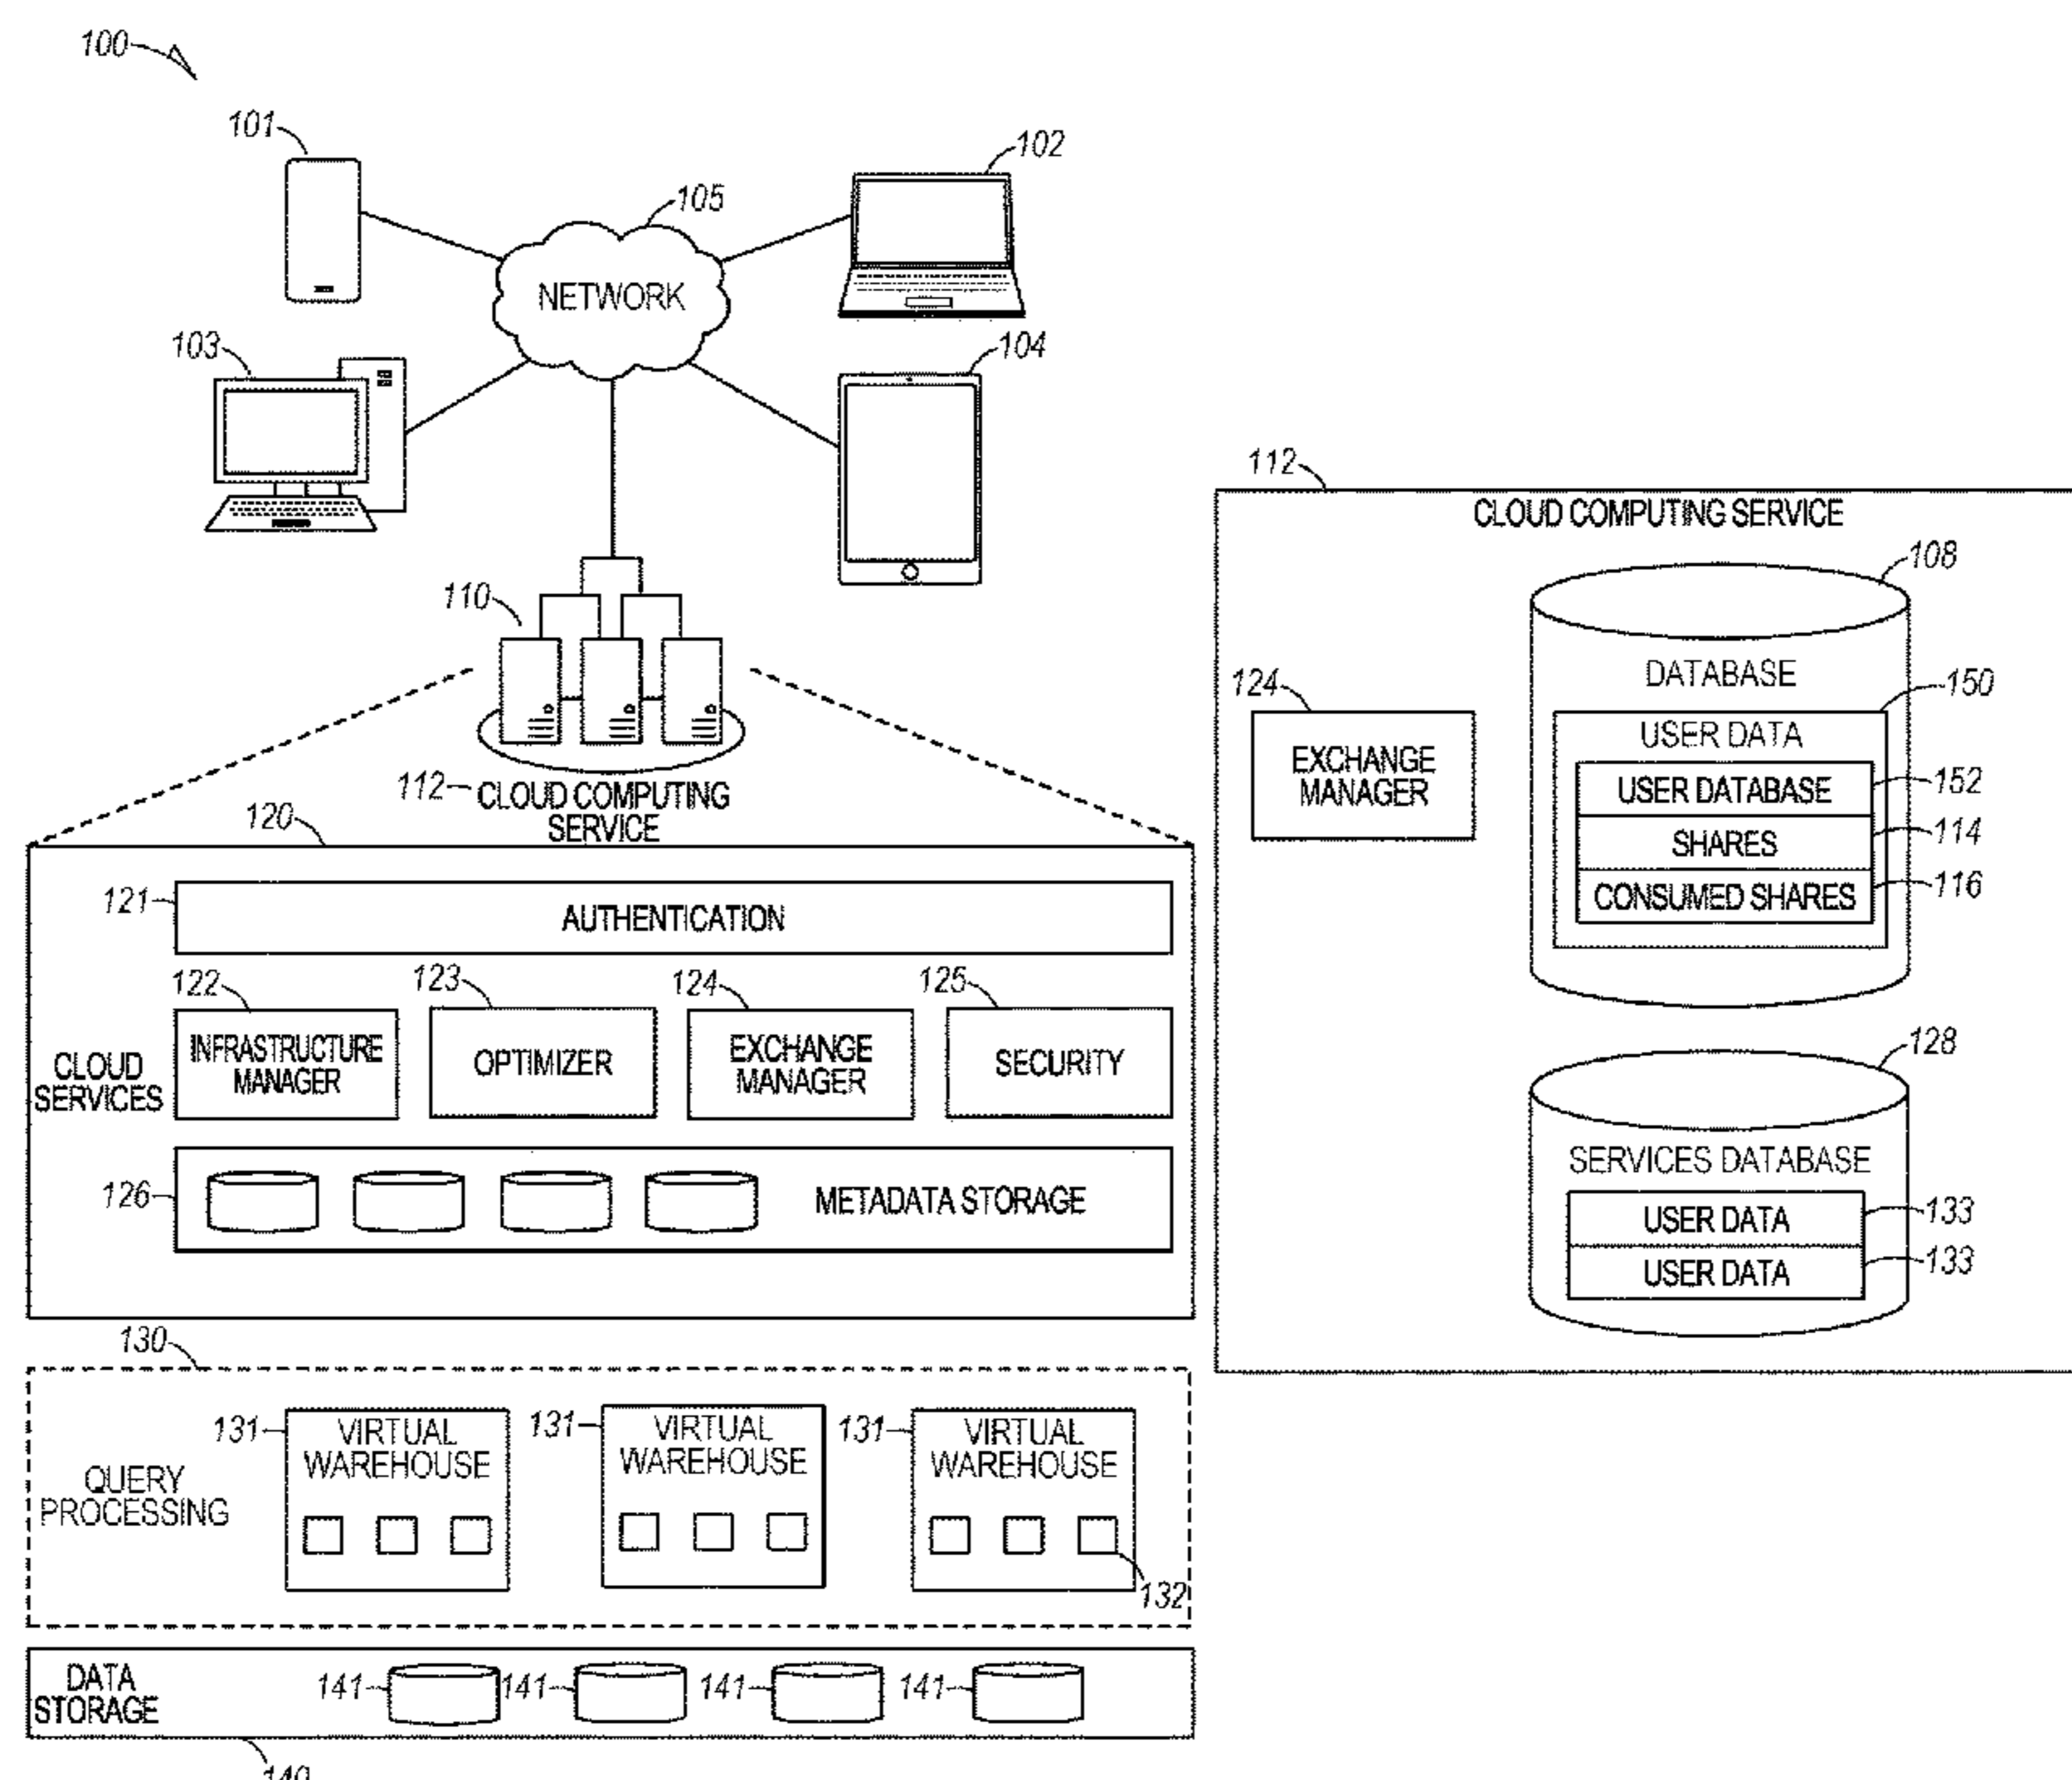 100
101
102
105
NETWORK
103
104
110
112
CLOUD COMPUTING
SERVICE
120
121
AUTHENTICATION
122
123
124
125
CLOUD
SERVICES
INFRASTRUCTURE
MANAGER
OPTIMIZER
EXCHANGE
MANAGER
SECURITY
126
METADATA STORAGE
130
QUERY
PROCESSING
131
VIRTUAL
WAREHOUSE
131
VIRTUAL
WAREHOUSE
131
VIRTUAL
WAREHOUSE
132
DATA
STORAGE
141
141
141
141
140
112
CLOUD COMPUTING SERVICE
108
DATABASE
124
EXCHANGE
MANAGER
150
USER DATA
USER DATABASE
152
SHARES
114
CONSUMED SHARES
116
128
SERVICES DATABASE
USER DATA
133
USER DATA
133